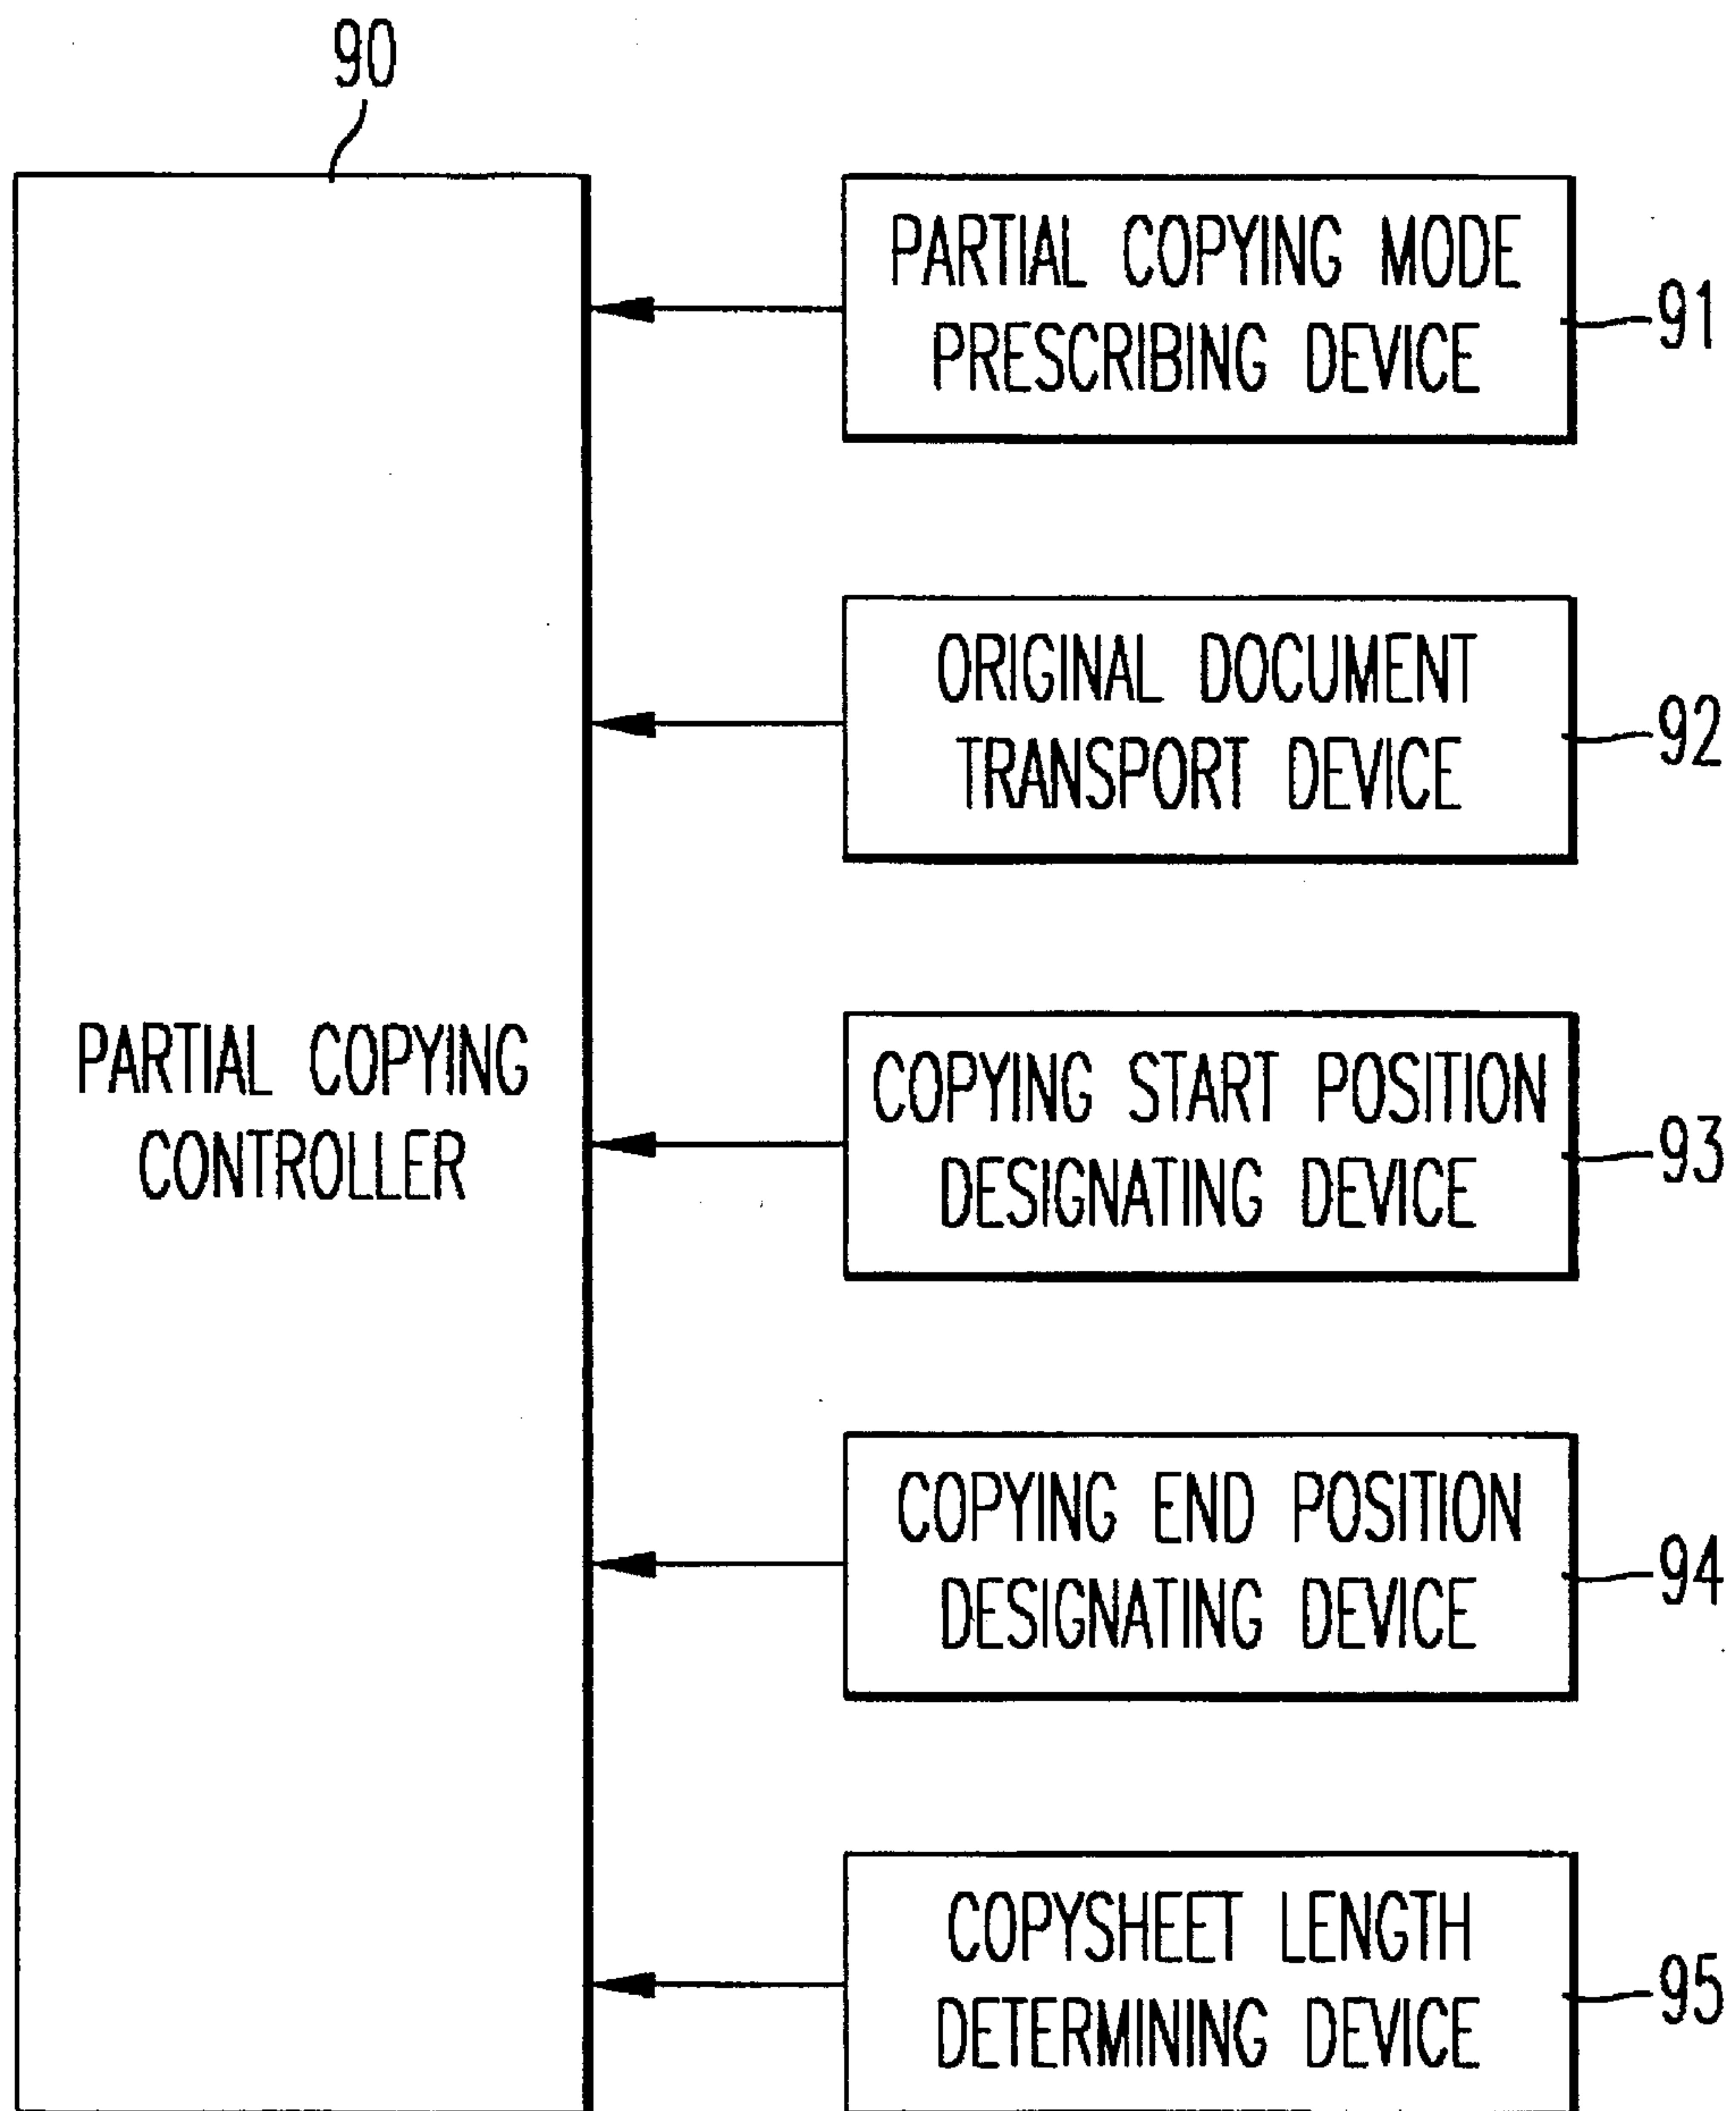 90
PARTIAL COPYING
CONTROLLER
PARTIAL COPYING MODE
PRESCRIBING DEVICE
91
ORIGINAL DOCUMENT
TRANSPORT DEVICE
92
COPYING START POSITION
DESIGNATING DEVICE
93
COPYING END POSITION
DESIGNATING DEVICE
94
COPYSHEET LENGTH
DETERMINING DEVICE
95